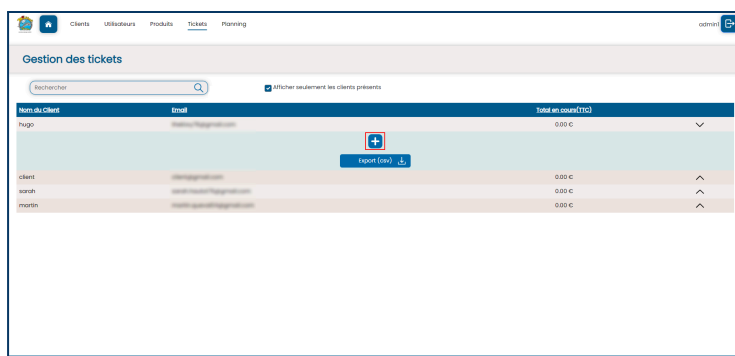 Clients Utilisateurs Produits Tickets Planning admin1
Gestion des tickets
Rechercher Afficher seulement les clients présents
Nom du Client Email Total en cours(TTC)
hugo 0.00 €
Export (csv)
client 0.00 €
sarah 0.00 €
martin 0.00 €